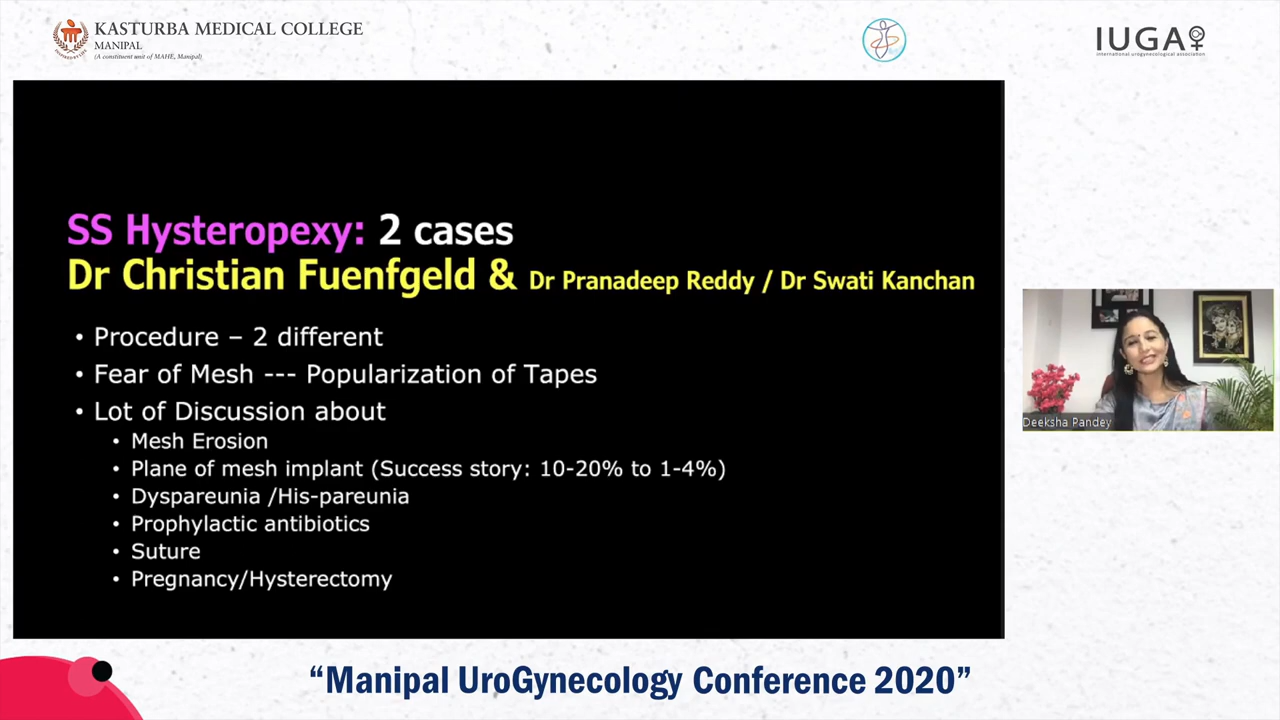 KASTURBA MEDICAL COLLEGE
MANIPAL
(A constituent unit of MAHE, Manipal)
IUGA
international urogynecological association
SS Hysteropexy: 2 cases
Dr Christian Fuenfgeld & Dr Pranadeep Reddy / Dr Swati Kanchan
• Procedure – 2 different
• Fear of Mesh --- Popularization of Tapes
• Lot of Discussion about
• Mesh Erosion
• Plane of mesh implant (Success story: 10-20% to 1-4%)
• Dyspareunia /His-pareunia
• Prophylactic antibiotics
• Suture
• Pregnancy/Hysterectomy
Deeksha Pandey
“Manipal UroGynecology Conference 2020”